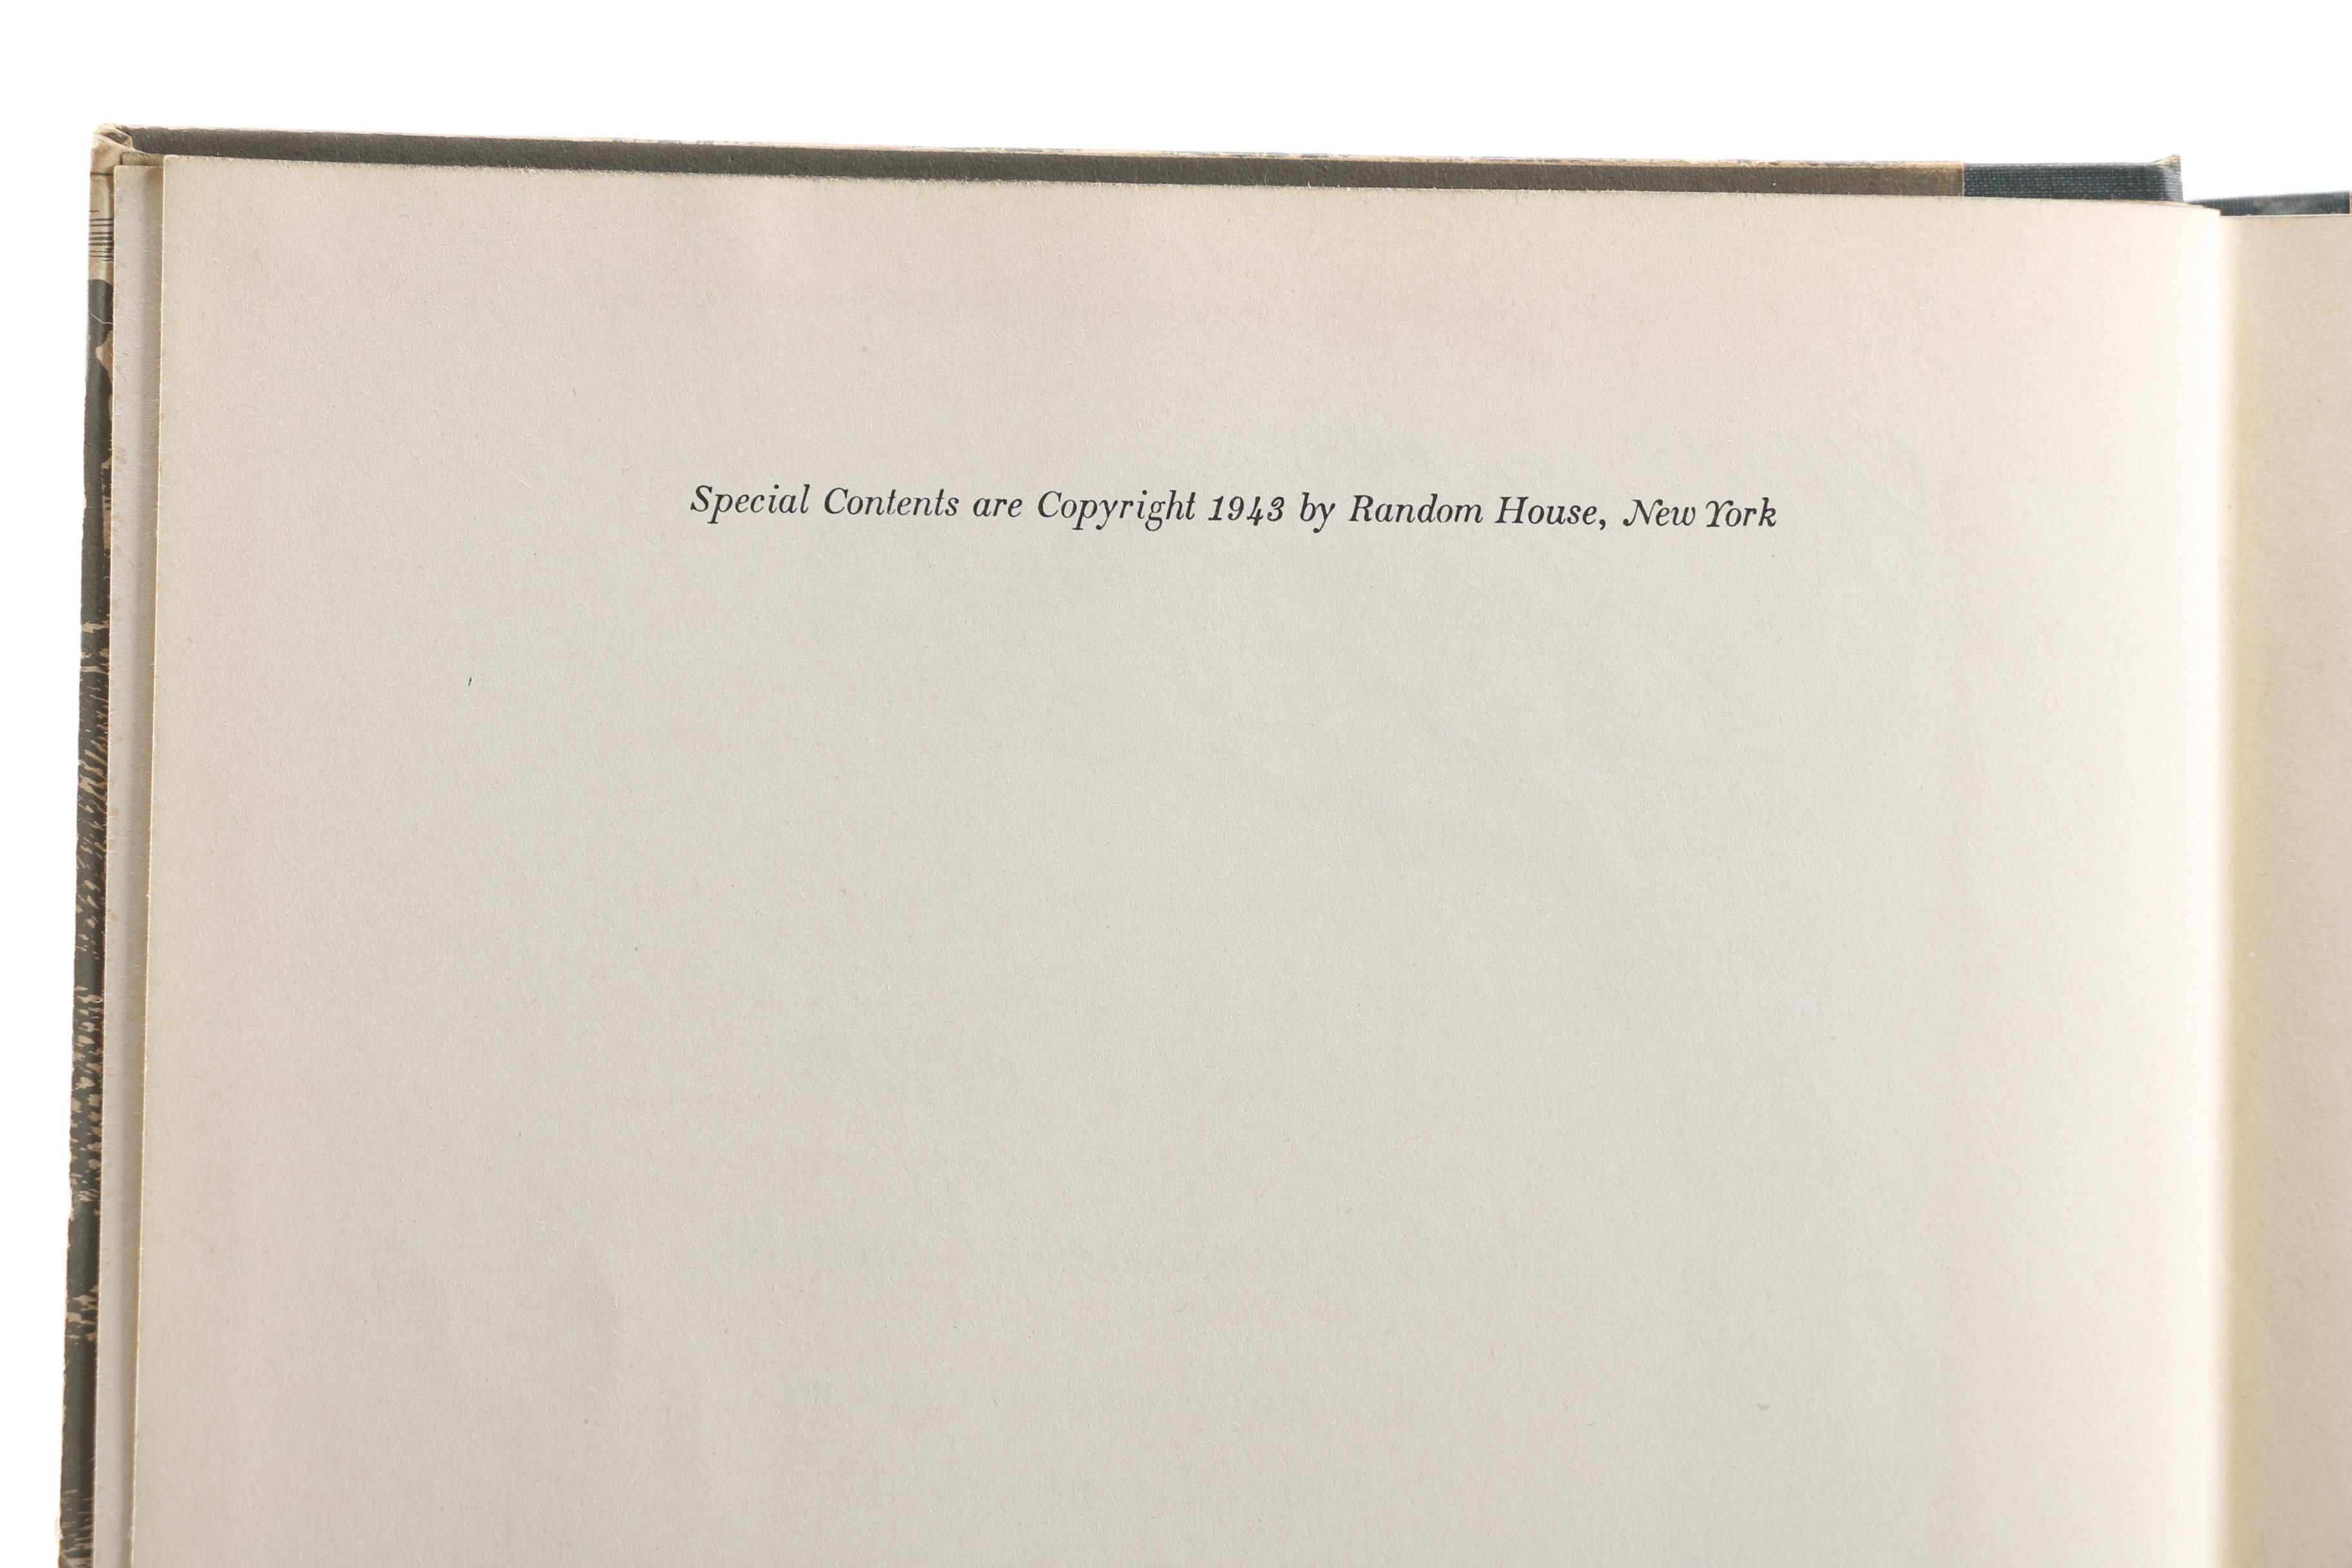 Special Contents are Copyright 1943 by Random House, New York